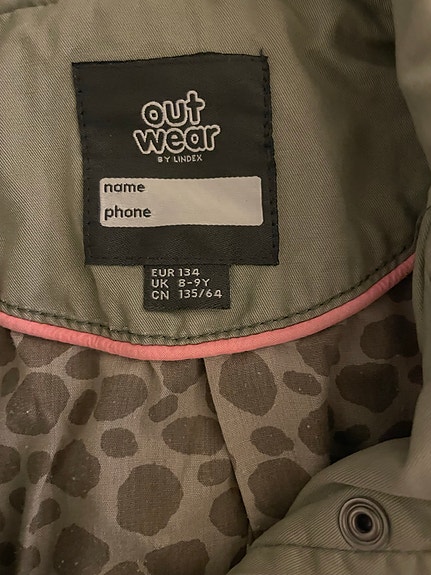 out
wear
BY LINDEX
name
phone
EUR 134
UK 8-9Y
CN 135/64